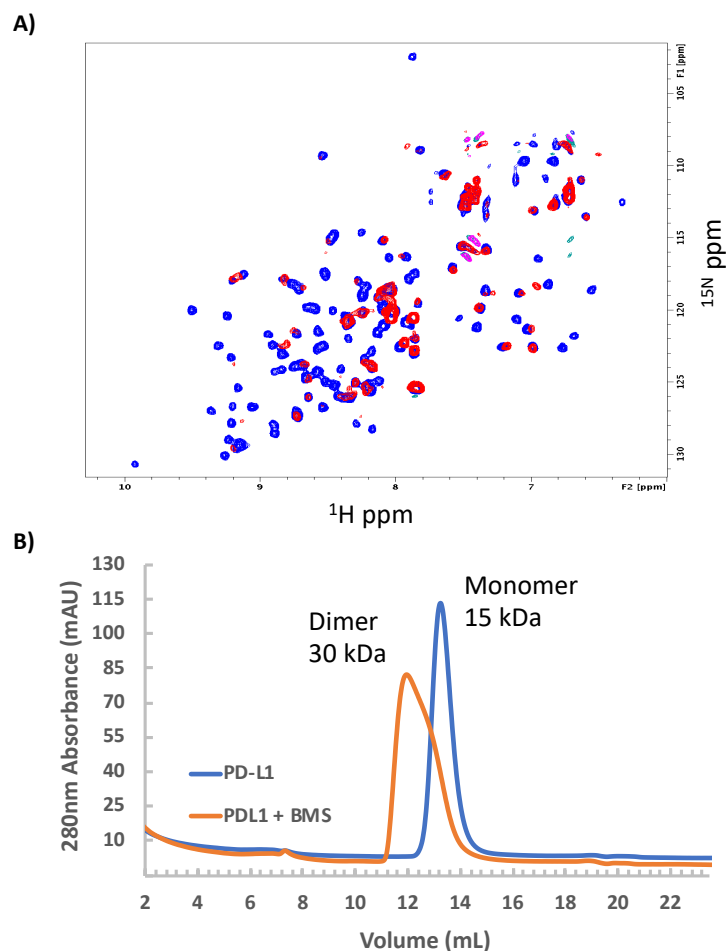 A)
F1 [ppm]
105
110
115
120
125
130
15N ppm
10
9
8
7
F2 [ppm]
1H ppm
B)
130
115
100
85
70
55
40
25
10
280nm Absorbance (mAU)
Monomer
15 kDa
Dimer
30 kDa
PD-L1
PDL1 + BMS
2 4 6 8 10 12 14 16 18 20 22
Volume (mL)